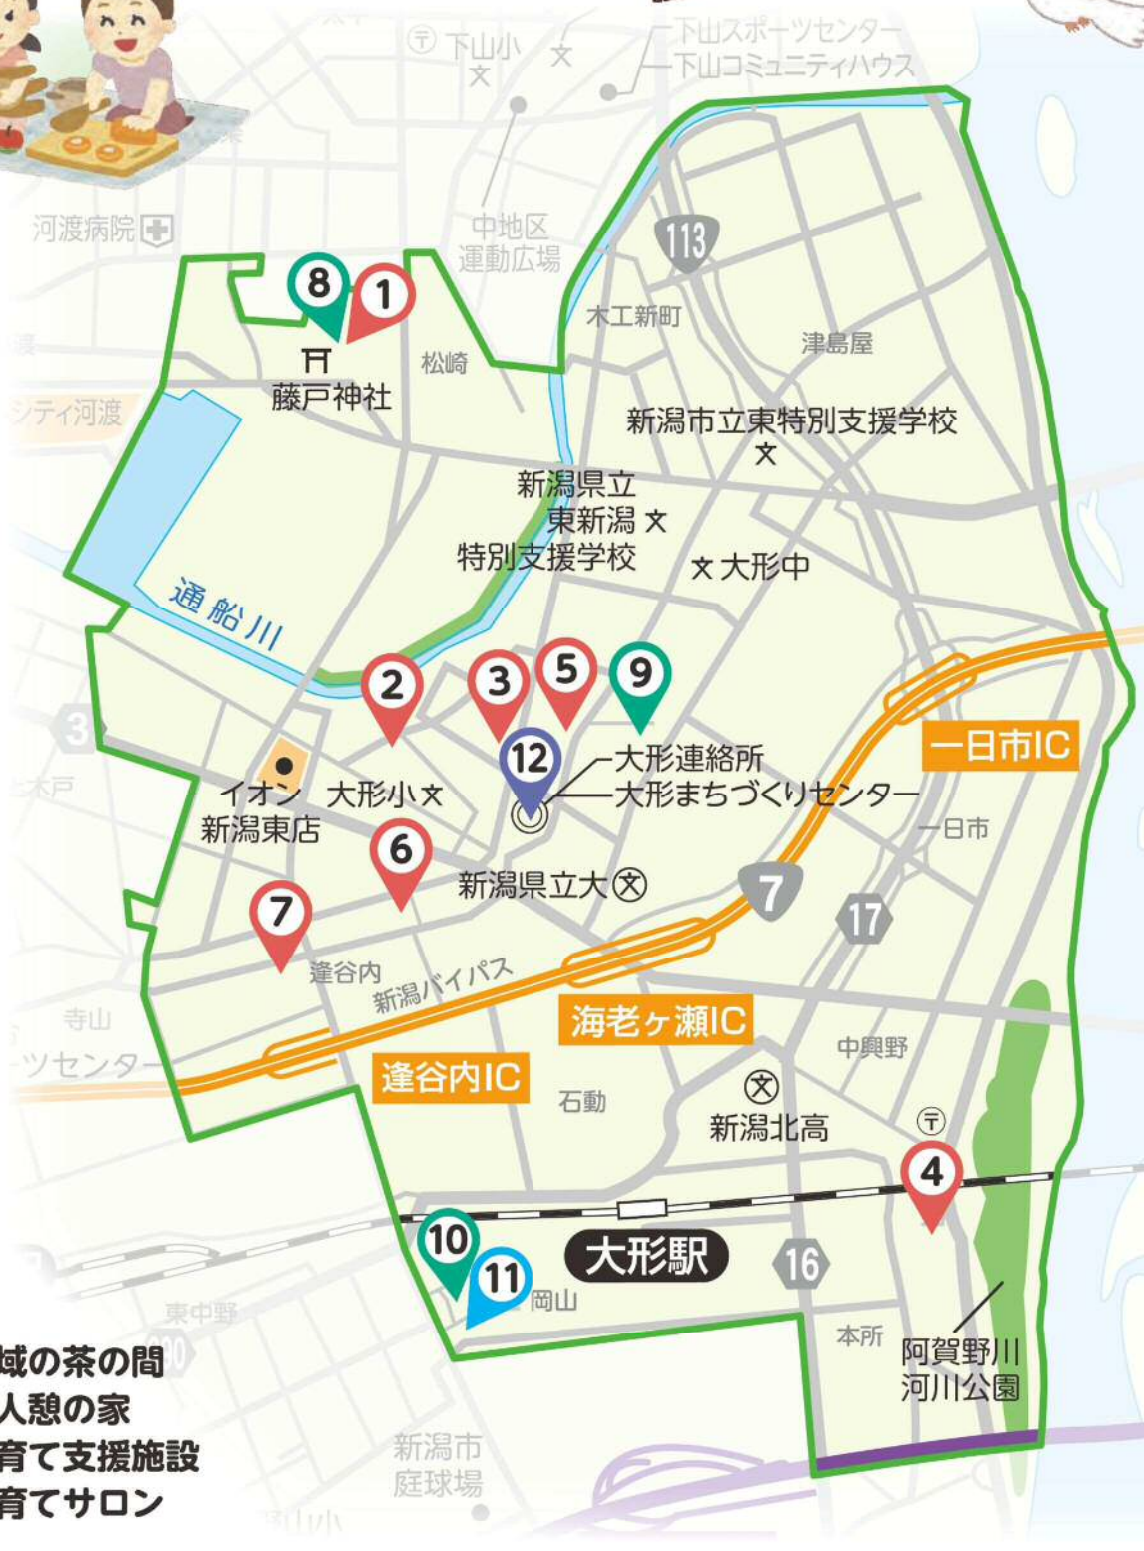 下山スポーツセンター
〒 下山小
下山コミュニティハウス
河渡病院
中地区
運動広場
113
8
1
木工新町
津島屋
松崎
藤戸神社
シティ河渡
新潟市立東特別支援学校
新潟県立
東新潟
特別支援学校
大形中
通船川
2
3
5
9
3
一日市IC
12
大形連絡所
大形まちづくりセンター
木戸
イオン
新潟東店
大形小
一日市
6
新潟県立大
7
7
17
逢谷内
新潟バイパス
寺山
ツセンター
海老ヶ瀬IC
中興野
逢谷内IC
石動
新潟北高
〒
4
10
大形駅
16
11
岡山
東中野
本所
阿賀野川
河川公園
域の茶の間
人憩の家
育て支援施設
育てサロン
新潟市
庭球場